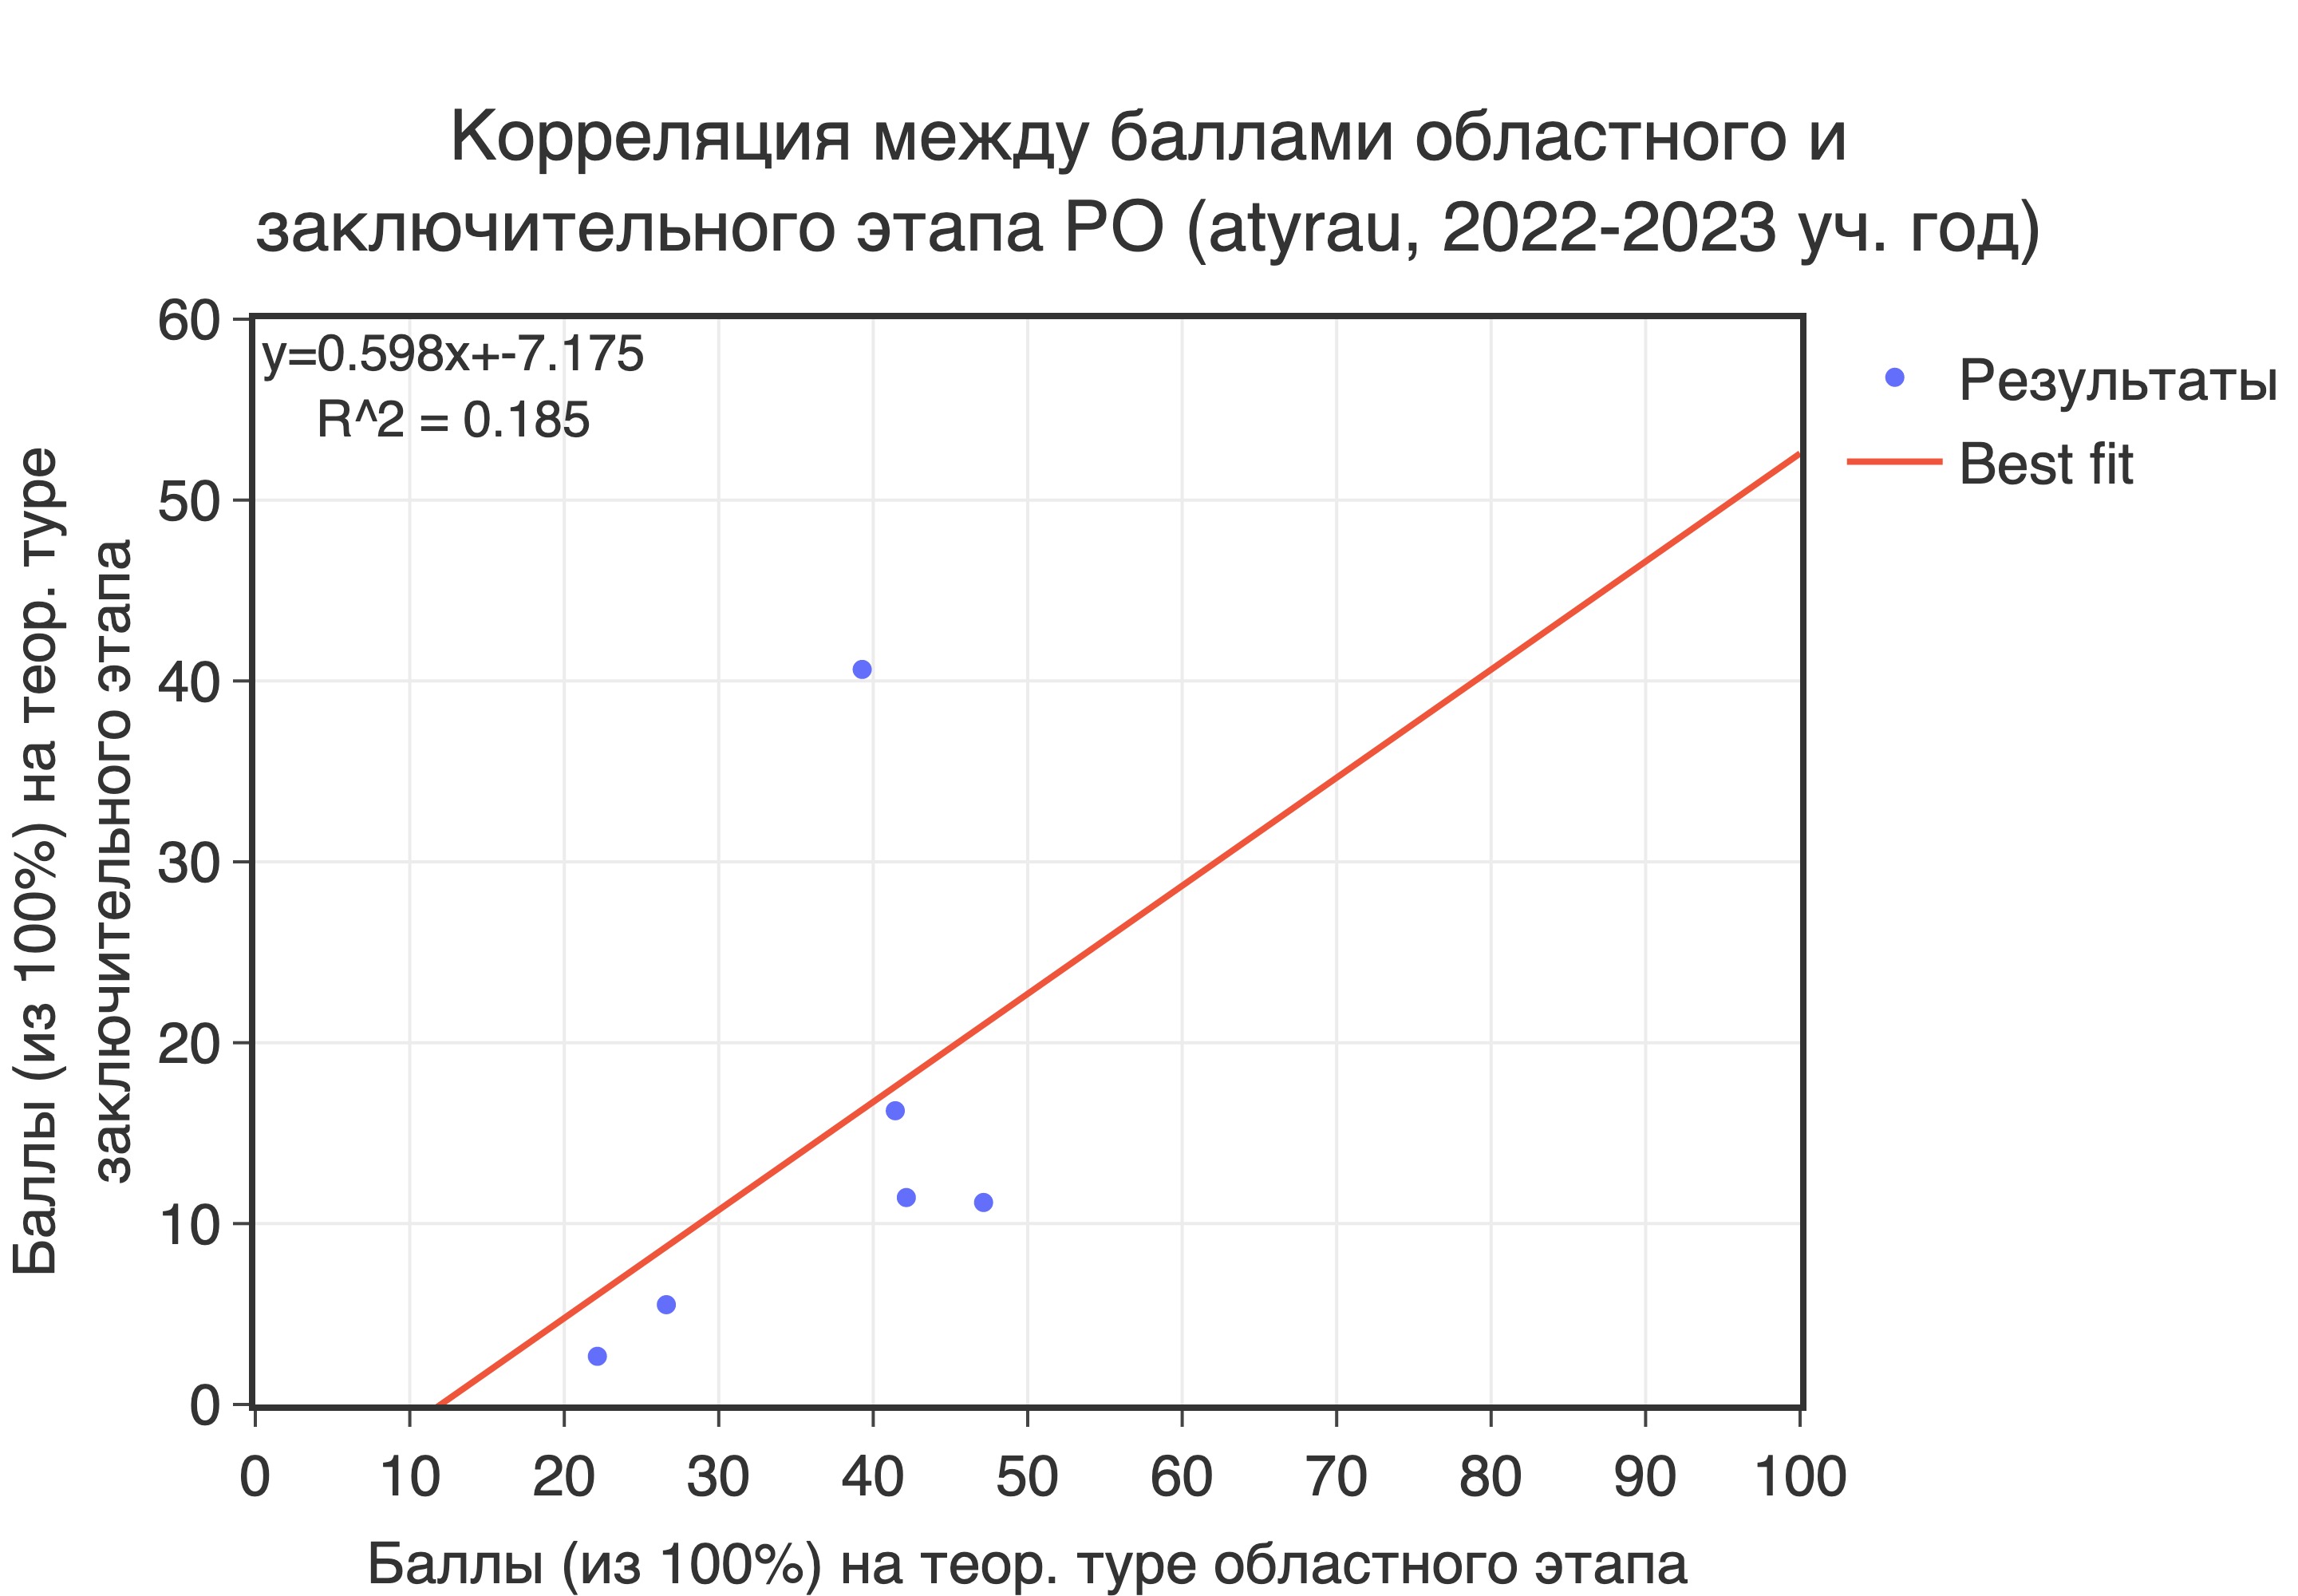 Корреляция между баллами областного и
заключительного этапа РО (atyrau, 2022-2023 уч. год)
y=0.598x+-7.175
R^2 = 0.185
Результаты
Best fit
Баллы (из 100%) на теор. туре
заключительного этапа
60
50
40
30
20
10
0
0 10 20 30 40 50 60 70 80 90 100
Баллы (из 100%) на теор. туре областного этапа